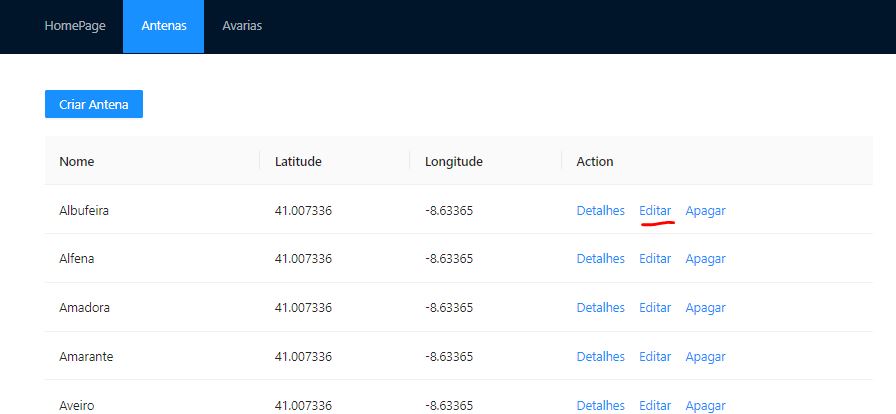 HomePage Antenas Avarias
Criar Antena
Nome Latitude Longitude Action
Albufeira 41.007336 -8.63365 Detalhes Editar Apagar
Alfena 41.007336 -8.63365 Detalhes Editar Apagar
Amadora 41.007336 -8.63365 Detalhes Editar Apagar
Amarante 41.007336 -8.63365 Detalhes Editar Apagar
Aveiro 41.007336 -8.63365 Detalhes Editar Apagar